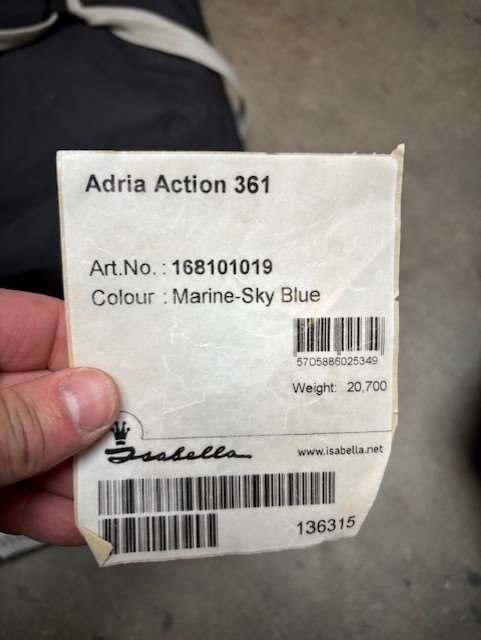 Adria Action 361
Art.No. : 168101019
Colour : Marine-Sky Blue
5705886025349
Weight: 20,700
Isabella
www.isabella.net
136315